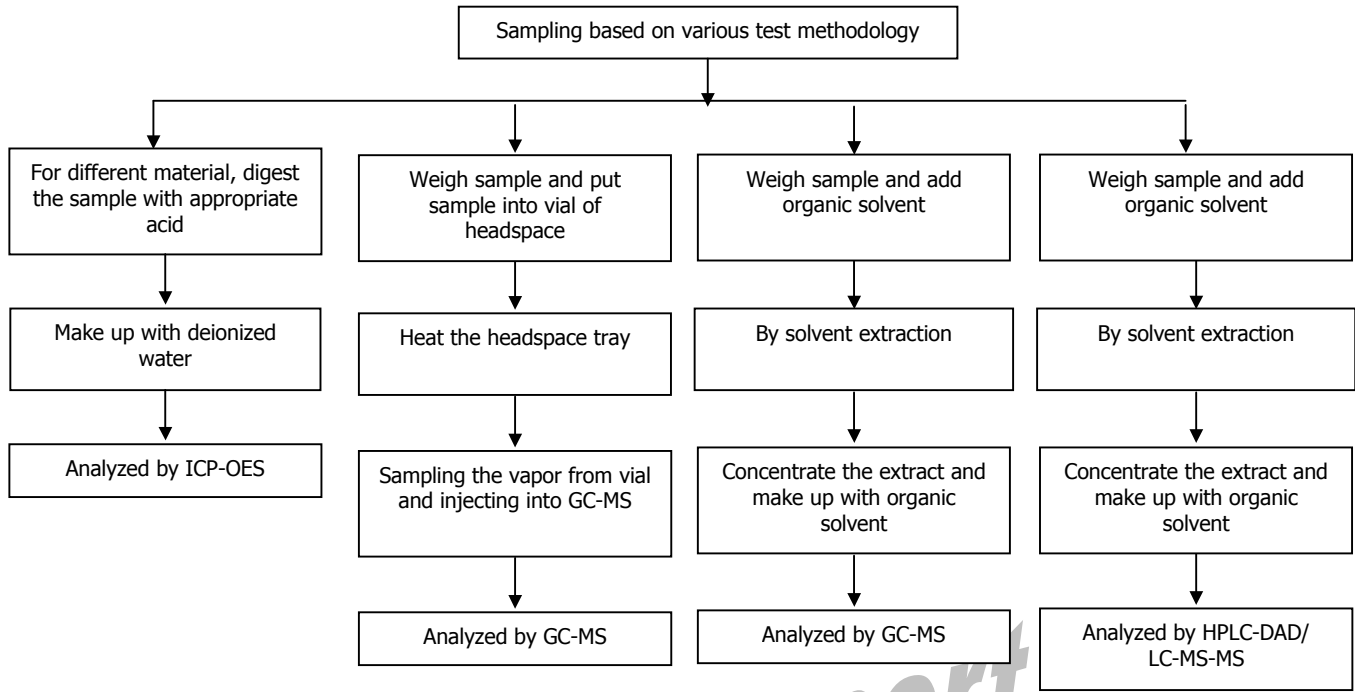 Sampling based on various test methodology
For different material, digest
the sample with appropriate
acid
Make up with deionized
water
Analyzed by ICP-OES
Weigh sample and put
sample into vial of
headspace
Heat the headspace tray
Sampling the vapor from vial
and injecting into GC-MS
Analyzed by GC-MS
Weigh sample and add
organic solvent
By solvent extraction
Concentrate the extract and
make up with organic
solvent
Analyzed by GC-MS
Weigh sample and add
organic solvent
By solvent extraction
Concentrate the extract and
make up with organic
solvent
Analyzed by HPLC-DAD/
LC-MS-MS